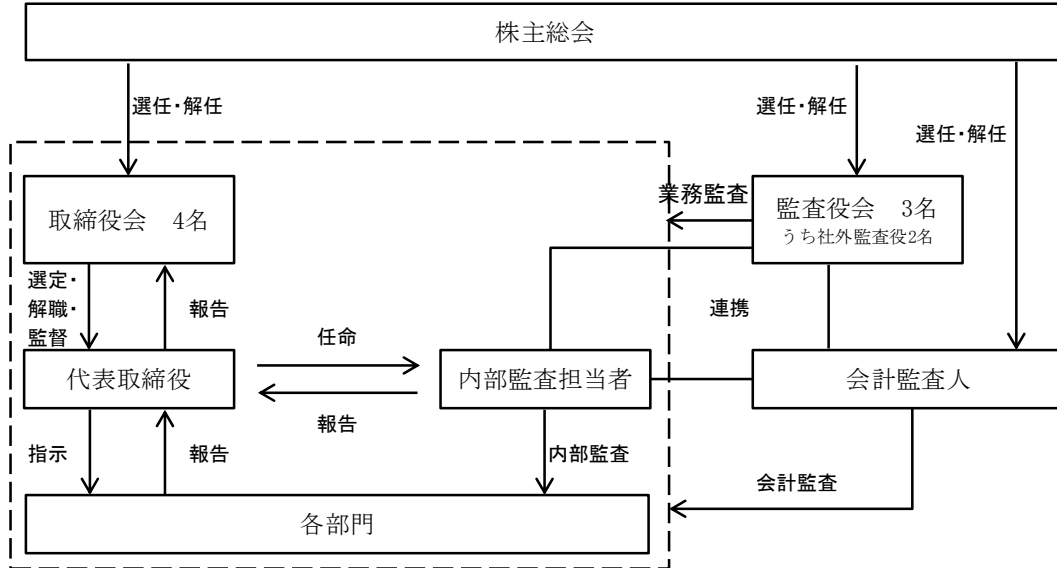 株主総会
選任・解任
選任・解任
選任・解任
取締役会　4名
業務監査
監査役会　3名
うち社外監査役2名
選定・
解職・
監督
報告
連携
任命
代表取締役
内部監査担当者
会計監査人
報告
指示
報告
内部監査
会計監査
各部門